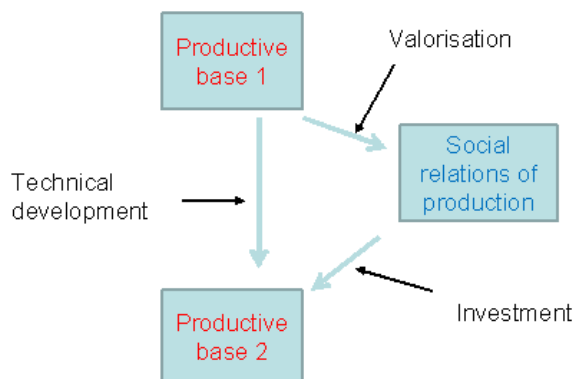 Productive
base 1
Valorisation
Social
relations of
production
Technical
development
Productive
base 2
Investment